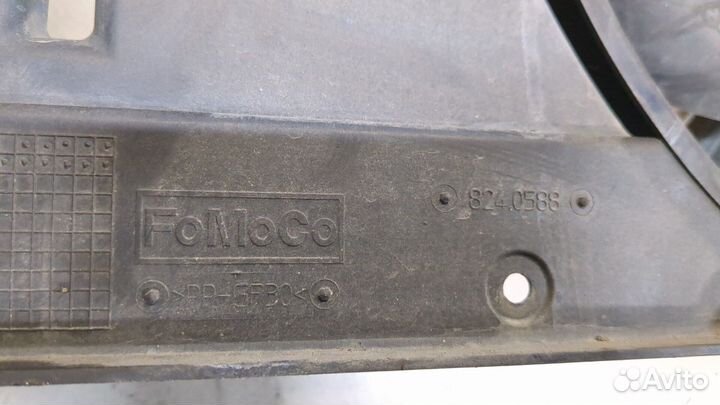 FoMoCo
824.0588
>PP-GF30<
Avito